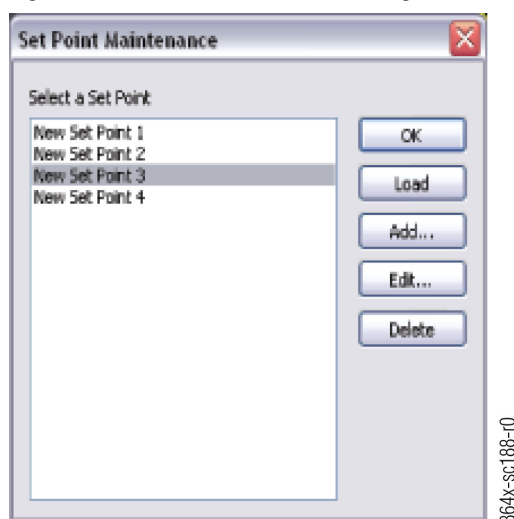 Set Point Maintenance
Select a Set Point
New Set Point 1
New Set Point 2
New Set Point 3
New Set Point 4
OK
Load
Add...
Edit...
Delete
864x-sc188-r0